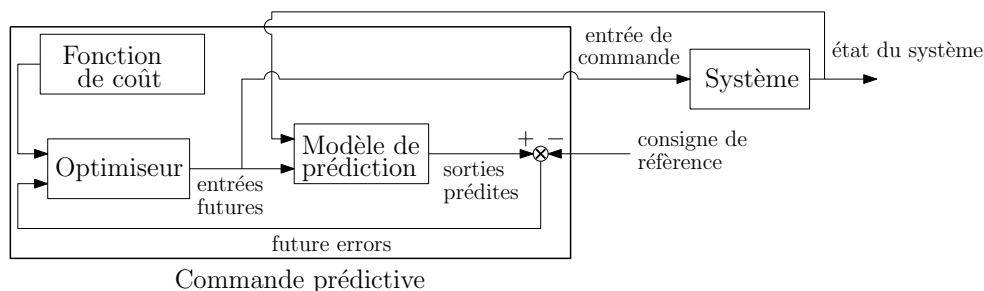 Fonction
de coût
entrée de
commande
état du système
Système
Optimiseur
entrées
futures
Modèle de
prédiction
sorties
prédites
+ −
consigne de
réfèrence
future errors
Commande prédictive